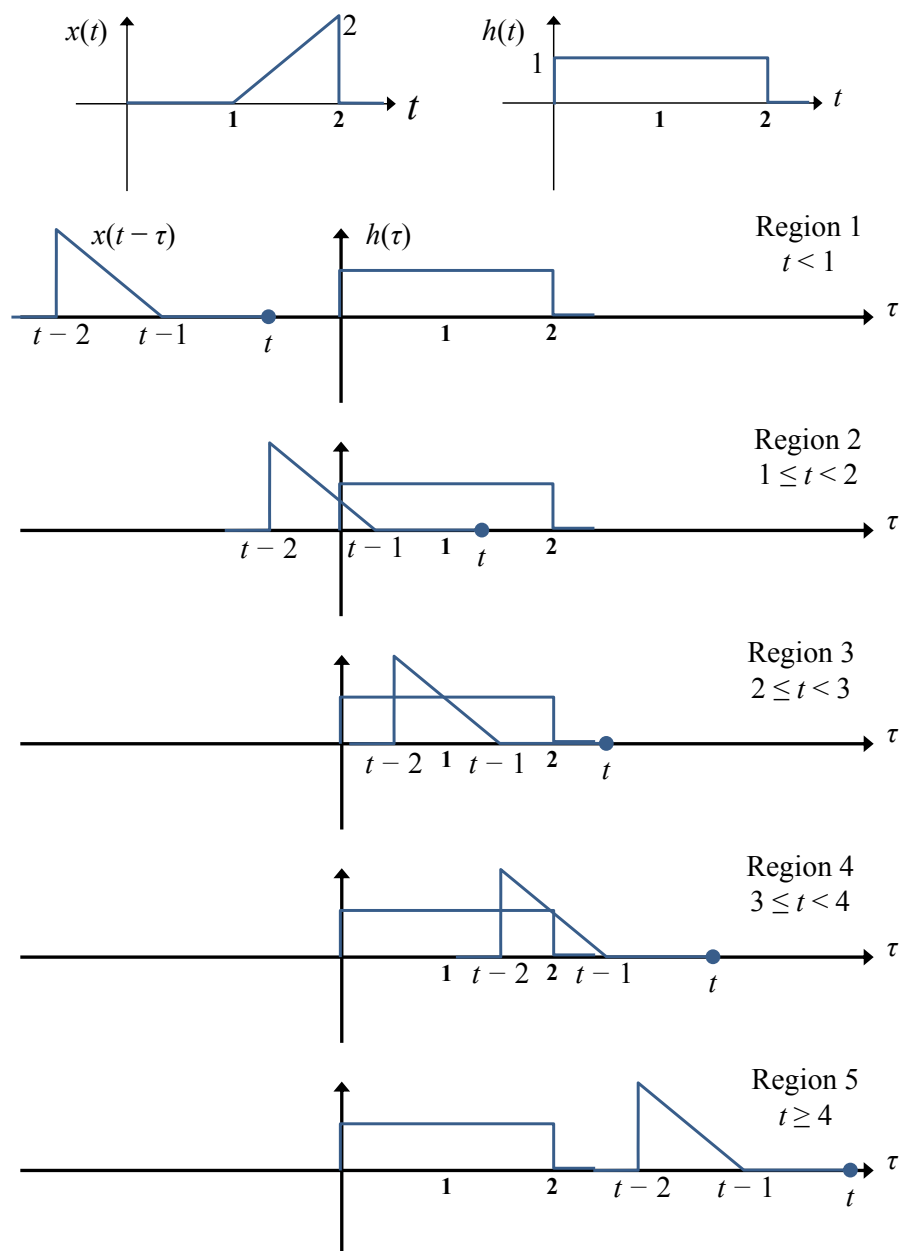 x(t) 2 h(t) 1
1 2 t 1 2 t
x(t − τ) h(τ) Region 1
t < 1
t − 2 t −1 t 1 2 τ
Region 2
1 ≤ t < 2
t − 2 t − 1 1 t 2 τ
Region 3
2 ≤ t < 3
t − 2 1 t − 1 2 t τ
Region 4
3 ≤ t < 4
1 t − 2 2 t − 1 t τ
Region 5
t ≥ 4
1 2 t − 2 t − 1 t τ